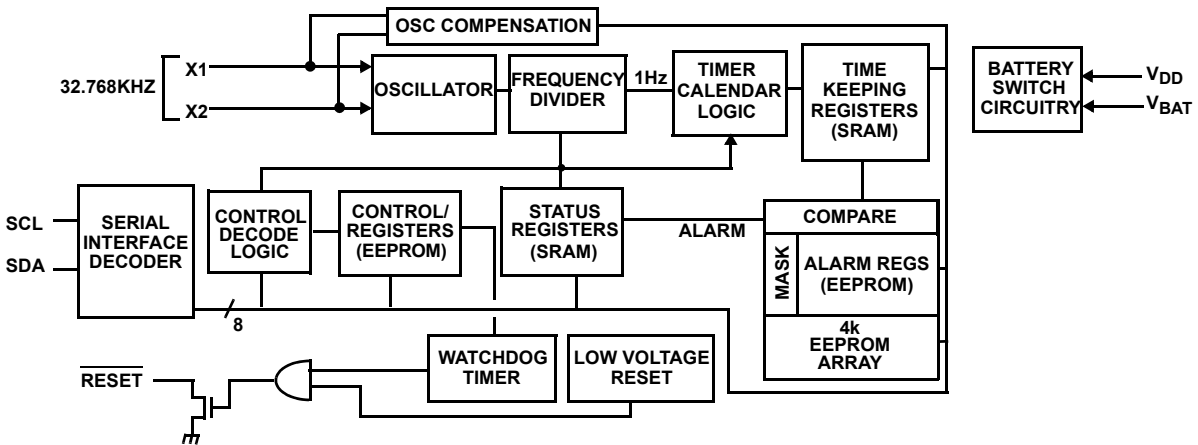 OSC COMPENSATION
32.768KHZ
X1
X2
OSCILLATOR
FREQUENCY
DIVIDER
1Hz
TIMER
CALENDAR
LOGIC
TIME
KEEPING
REGISTERS
(SRAM)
BATTERY
SWITCH
CIRCUITRY
VDD
VBAT
SCL
SDA
SERIAL
INTERFACE
DECODER
CONTROL
DECODE
LOGIC
CONTROL/
REGISTERS
(EEPROM)
STATUS
REGISTERS
(SRAM)
ALARM
COMPARE
MASK
ALARM REGS
(EEPROM)
4k
EEPROM
ARRAY
8
WATCHDOG
TIMER
LOW VOLTAGE
RESET
RESET